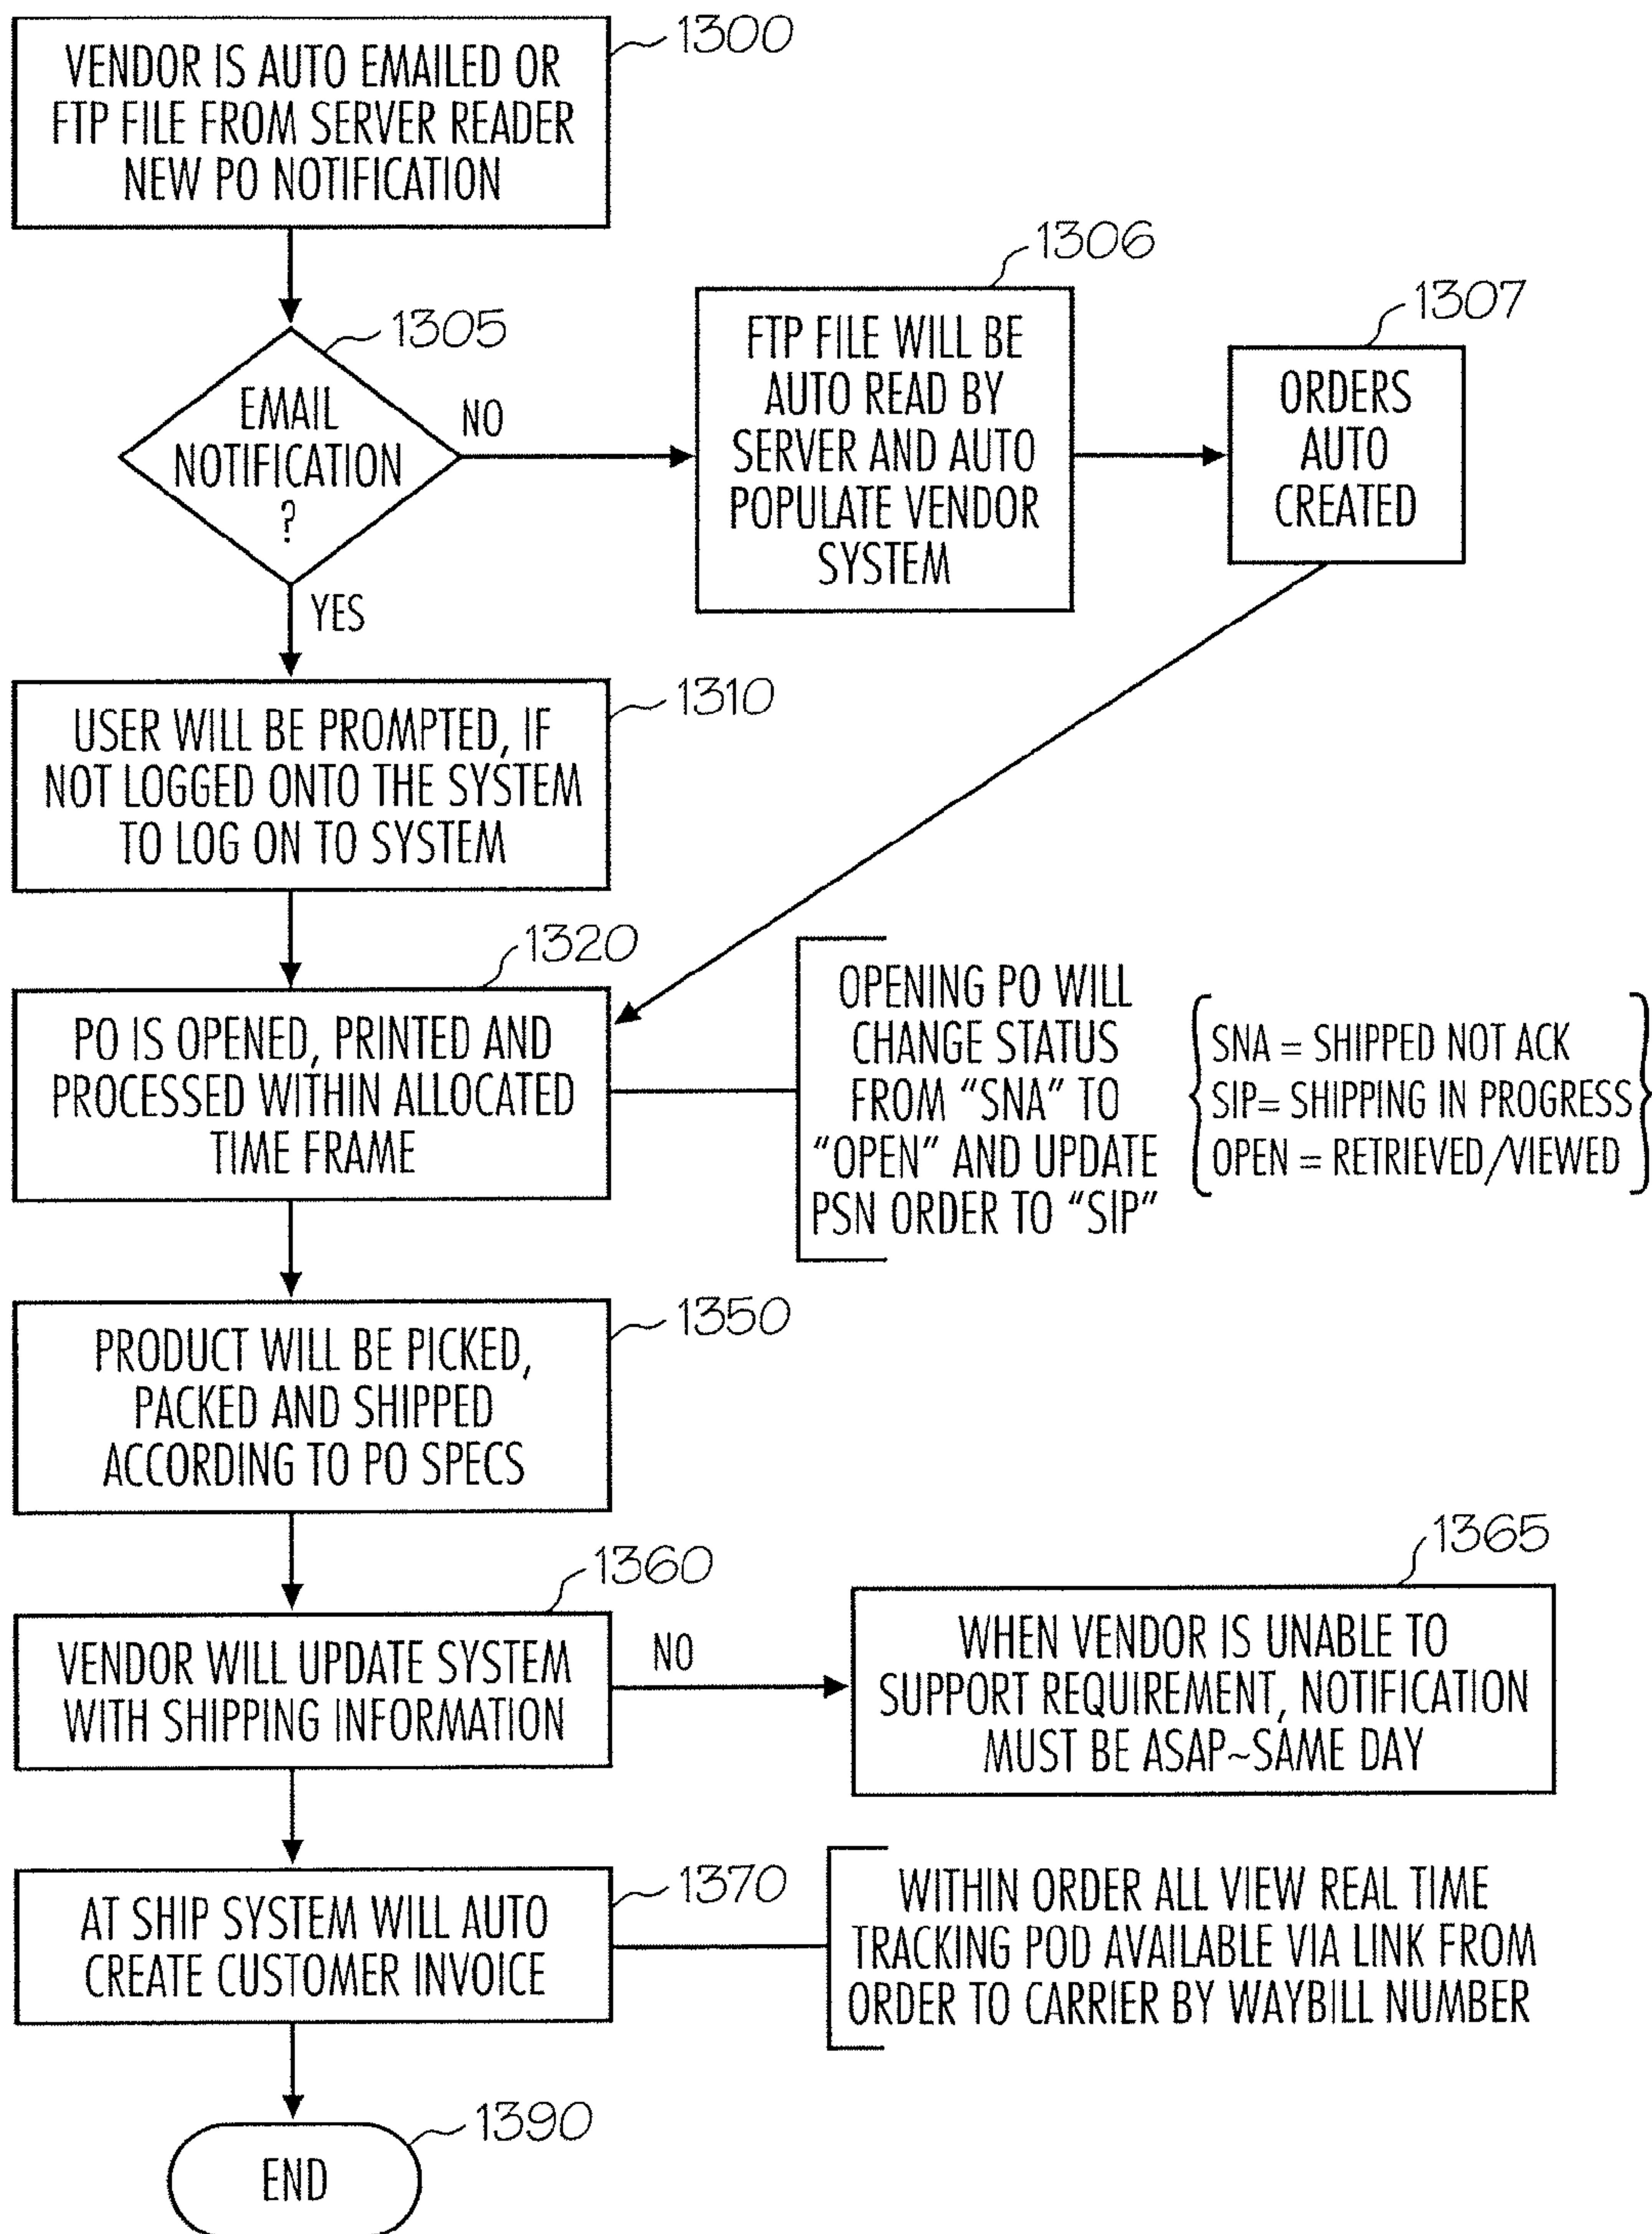 1300
VENDOR IS AUTO EMAILED OR
FTP FILE FROM SERVER READER
NEW PO NOTIFICATION
1305
EMAIL
NOTIFICATION
?
NO
YES
1306
FTP FILE WILL BE
AUTO READ BY
SERVER AND AUTO
POPULATE VENDOR
SYSTEM
1307
ORDERS
AUTO
CREATED
1310
USER WILL BE PROMPTED, IF
NOT LOGGED ONTO THE SYSTEM
TO LOG ON TO SYSTEM
1320
PO IS OPENED, PRINTED AND
PROCESSED WITHIN ALLOCATED
TIME FRAME
OPENING PO WILL
CHANGE STATUS
FROM “SNA” TO
“OPEN” AND UPDATE
PSN ORDER TO “SIP”
SNA = SHIPPED NOT ACK
SIP= SHIPPING IN PROGRESS
OPEN = RETRIEVED/VIEWED
1350
PRODUCT WILL BE PICKED,
PACKED AND SHIPPED
ACCORDING TO PO SPECS
1360
VENDOR WILL UPDATE SYSTEM
WITH SHIPPING INFORMATION
NO
1365
WHEN VENDOR IS UNABLE TO
SUPPORT REQUIREMENT, NOTIFICATION
MUST BE ASAP~SAME DAY
1370
AT SHIP SYSTEM WILL AUTO
CREATE CUSTOMER INVOICE
WITHIN ORDER ALL VIEW REAL TIME
TRACKING POD AVAILABLE VIA LINK FROM
ORDER TO CARRIER BY WAYBILL NUMBER
1390
END